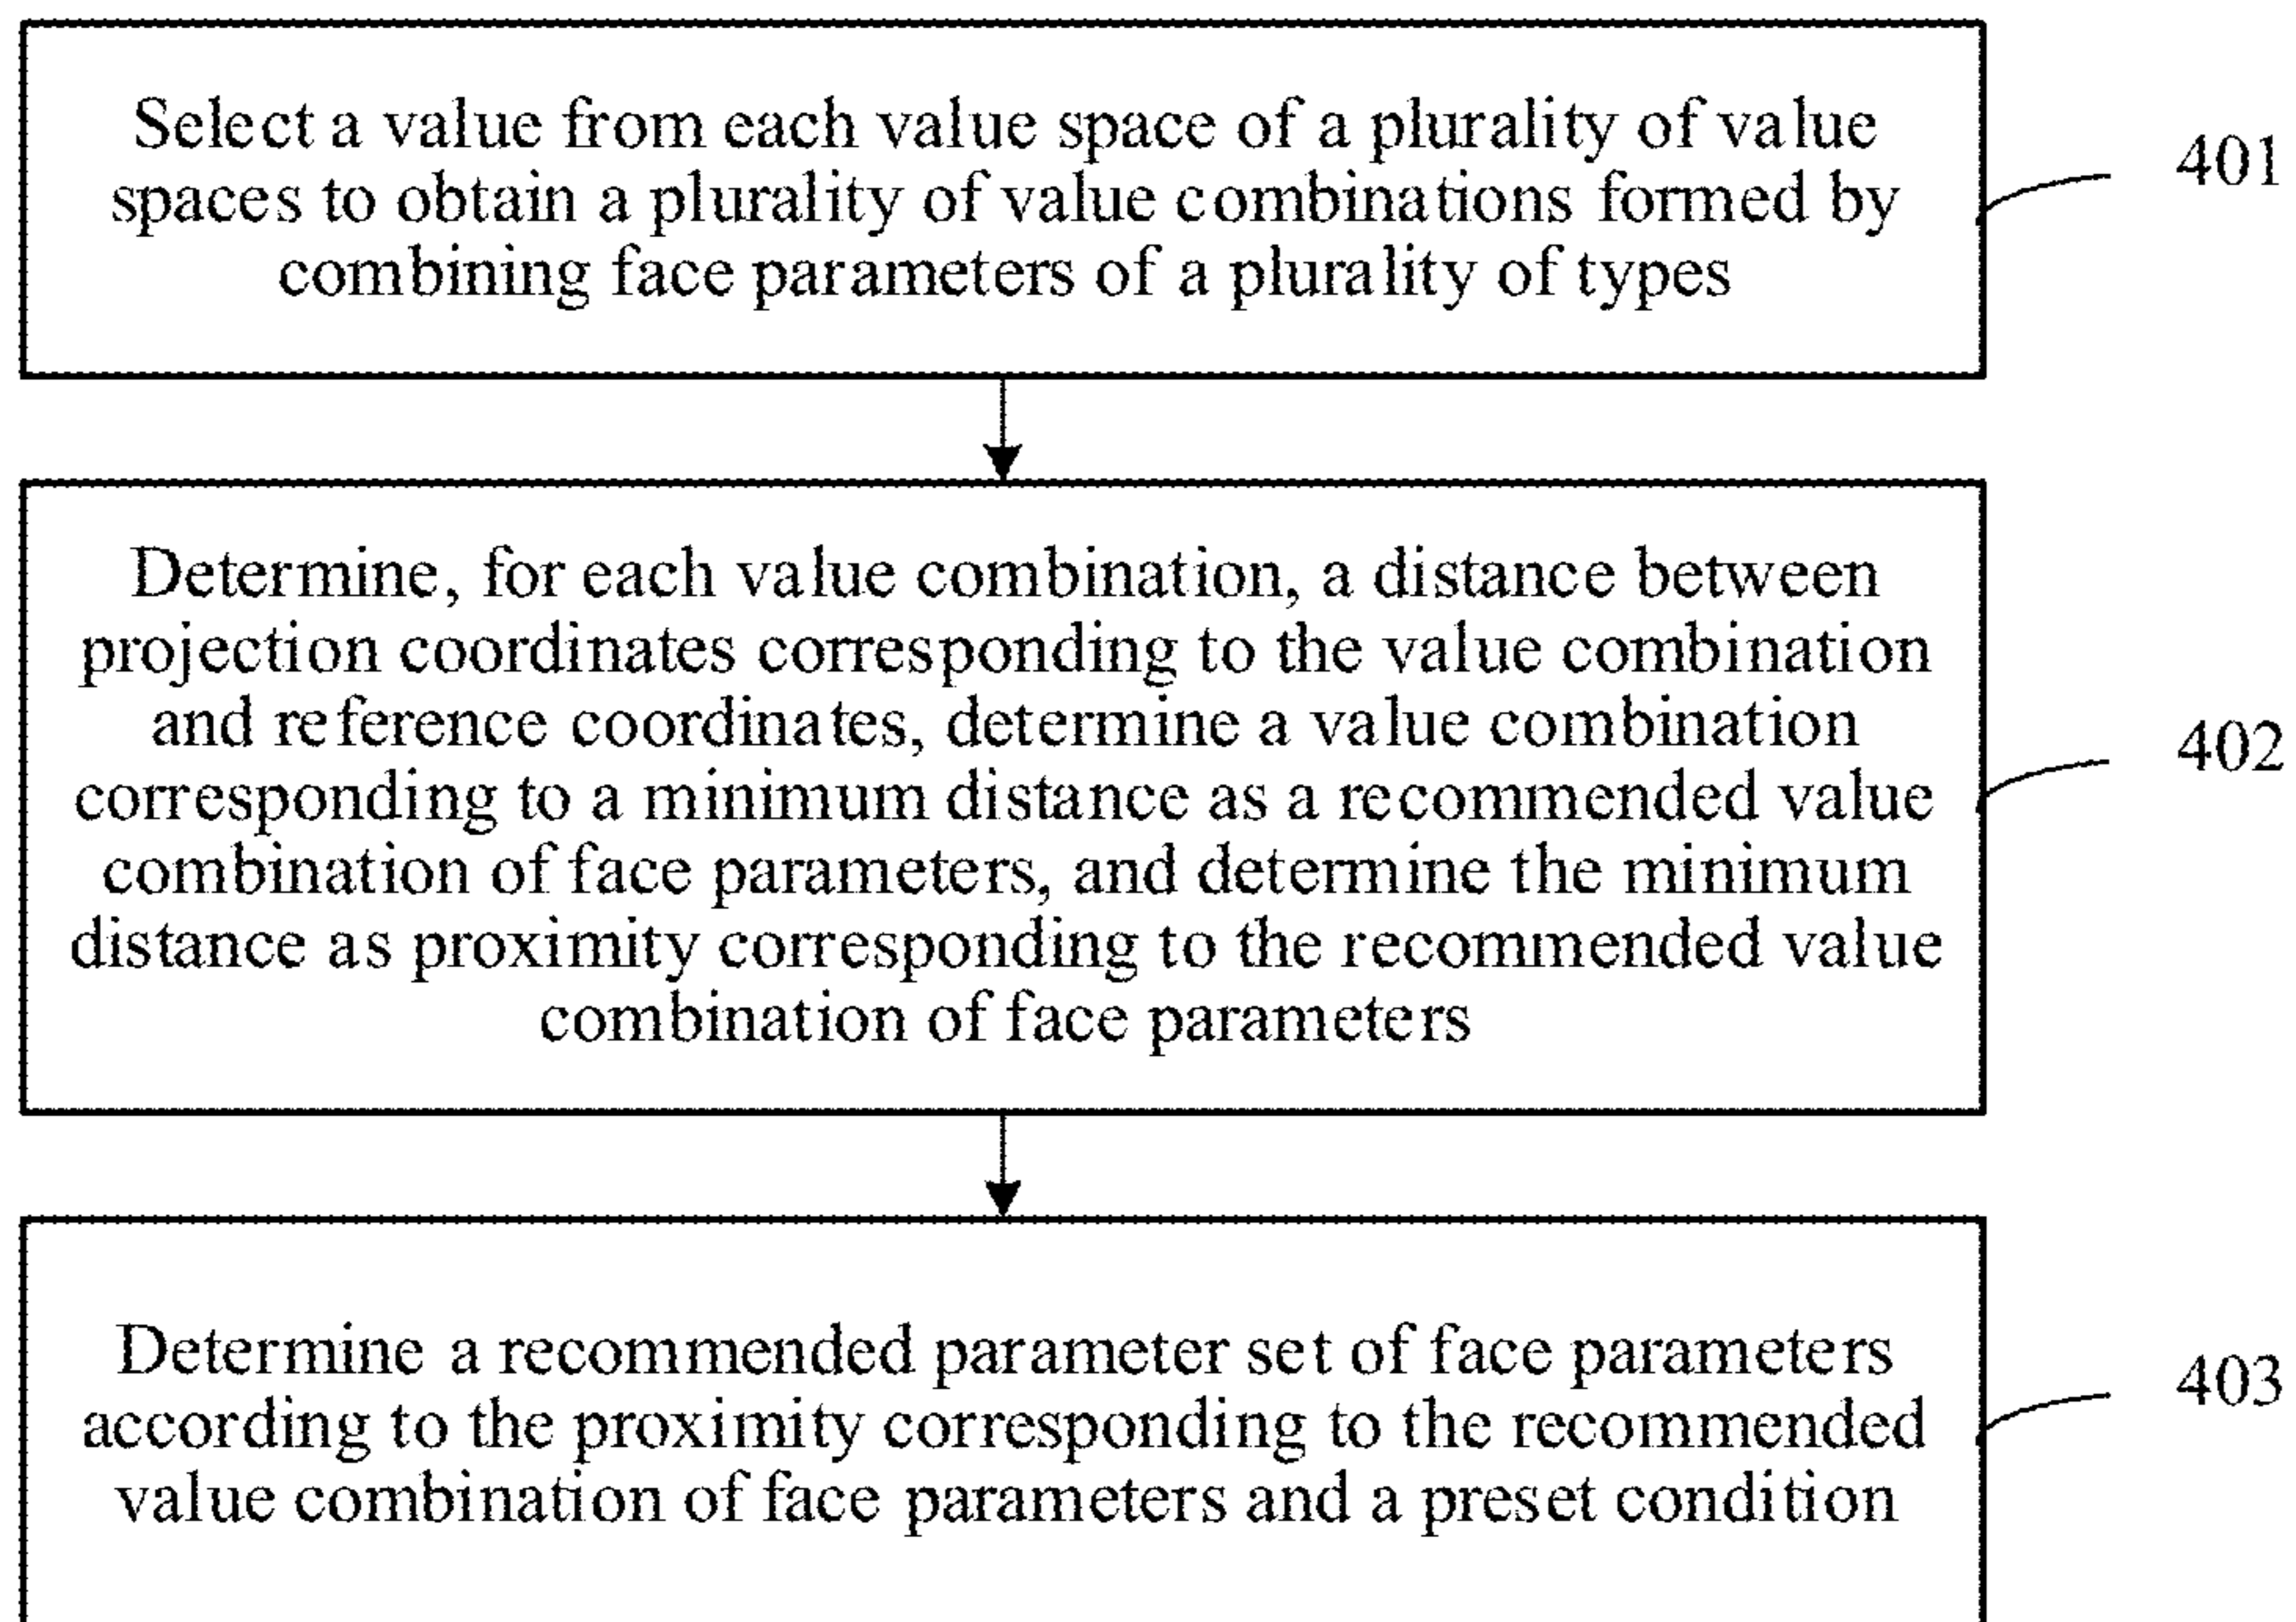 Select a value from each value space of a plurality of value
spaces to obtain a plurality of value combinations formed by
combining face parameters of a plurality of types
401
Determine, for each value combination, a distance between
projection coordinates corresponding to the value combination
and reference coordinates, determine a value combination
corresponding to a minimum distance as a recommended value
combination of face parameters, and determine the minimum
distance as proximity corresponding to the recommended value
combination of face parameters
402
Determine a recommended parameter set of face parameters
according to the proximity corresponding to the recommended
value combination of face parameters and a preset condition
403